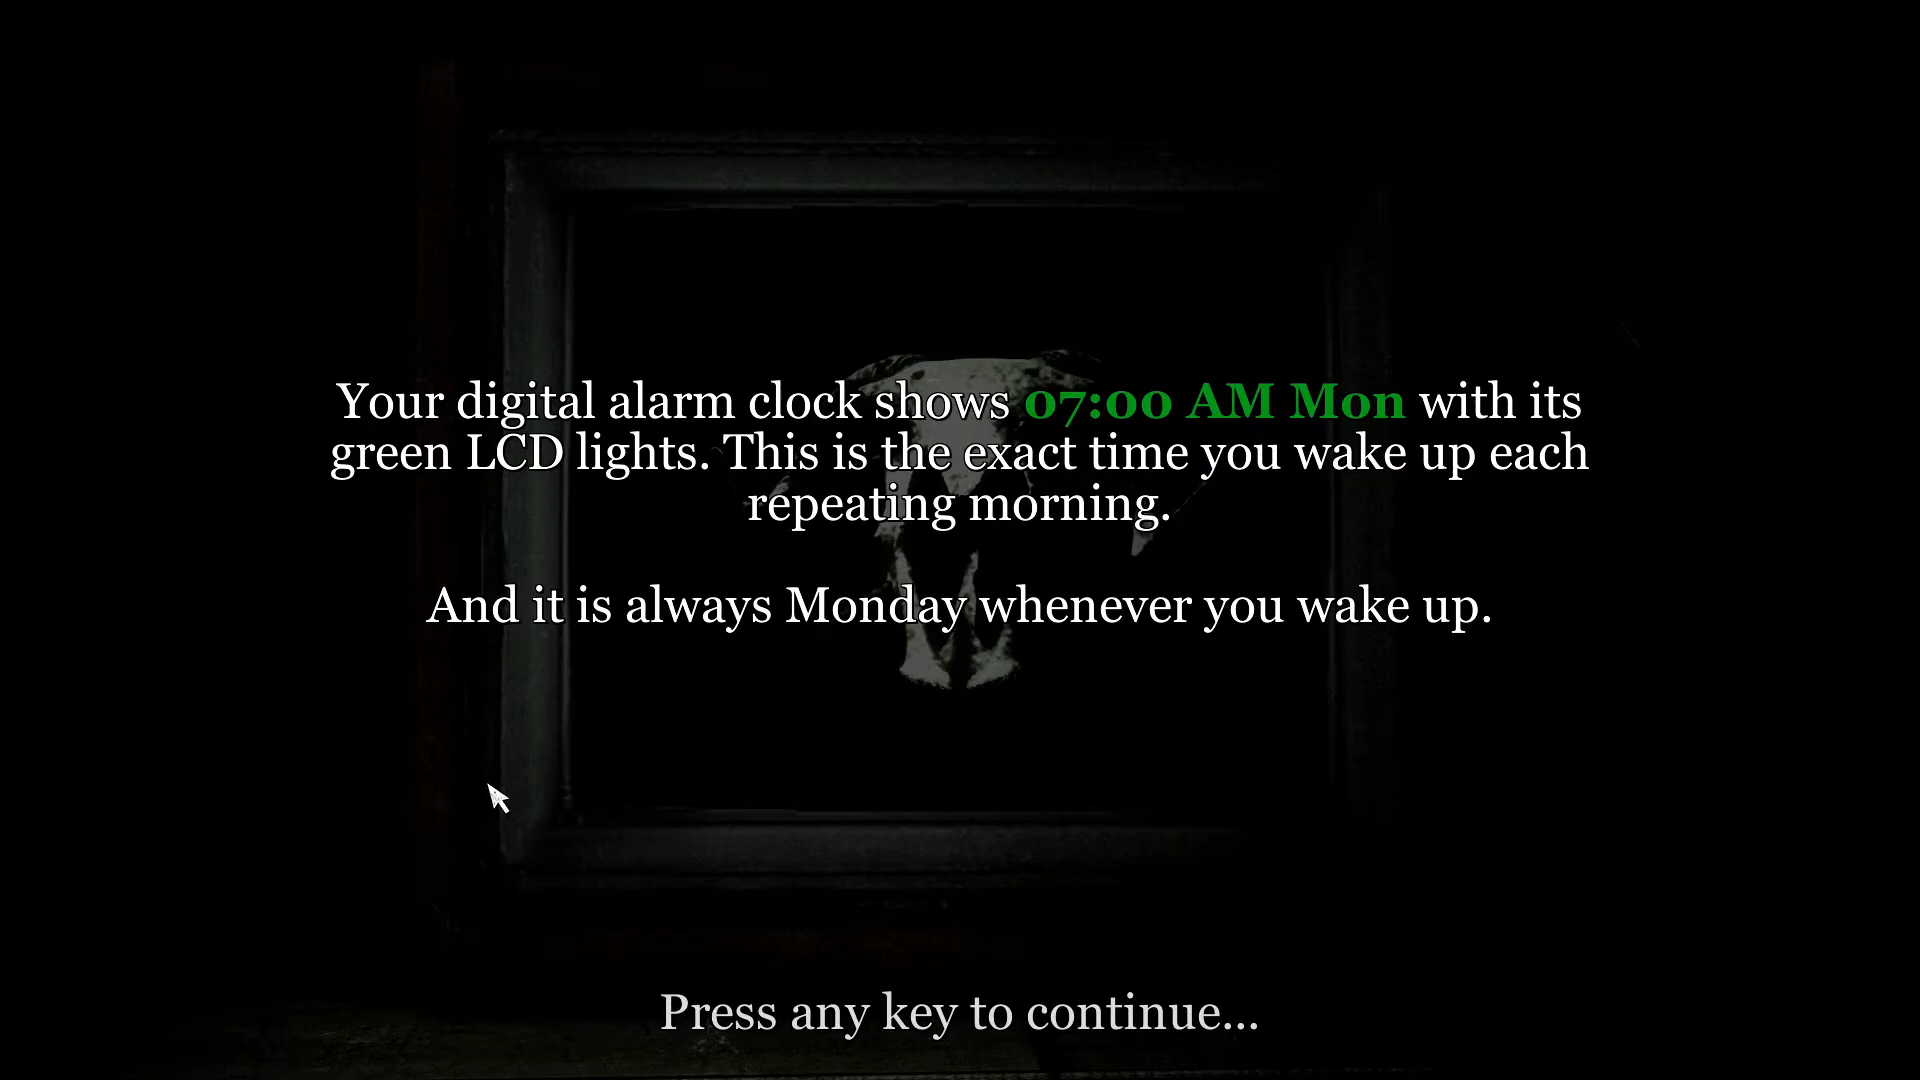 Your digital alarm clock shows 07:00 AM Mon with its
green LCD lights. This is the exact time you wake up each
repeating morning.
And it is always Monday whenever you wake up.
Press any key to continue...